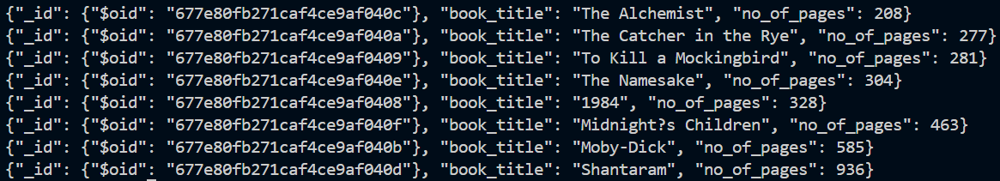 {"_id": {"$oid": "677e80fb271caf4ce9af040c"}, "book_title": "The Alchemist", "no_of_pages": 208}
{"_id": {"$oid": "677e80fb271caf4ce9af040a"}, "book_title": "The Catcher in the Rye", "no_of_pages": 277}
{"_id": {"$oid": "677e80fb271caf4ce9af0409"}, "book_title": "To Kill a Mockingbird", "no_of_pages": 281}
{"_id": {"$oid": "677e80fb271caf4ce9af040e"}, "book_title": "The Namesake", "no_of_pages": 304}
{"_id": {"$oid": "677e80fb271caf4ce9af0408"}, "book_title": "1984", "no_of_pages": 328}
{"_id": {"$oid": "677e80fb271caf4ce9af040f"}, "book_title": "Midnight?s Children", "no_of_pages": 463}
{"_id": {"$oid": "677e80fb271caf4ce9af040b"}, "book_title": "Moby-Dick", "no_of_pages": 585}
{"_id": {"$oid": "677e80fb271caf4ce9af040d"}, "book_title": "Shantaram", "no_of_pages": 936}